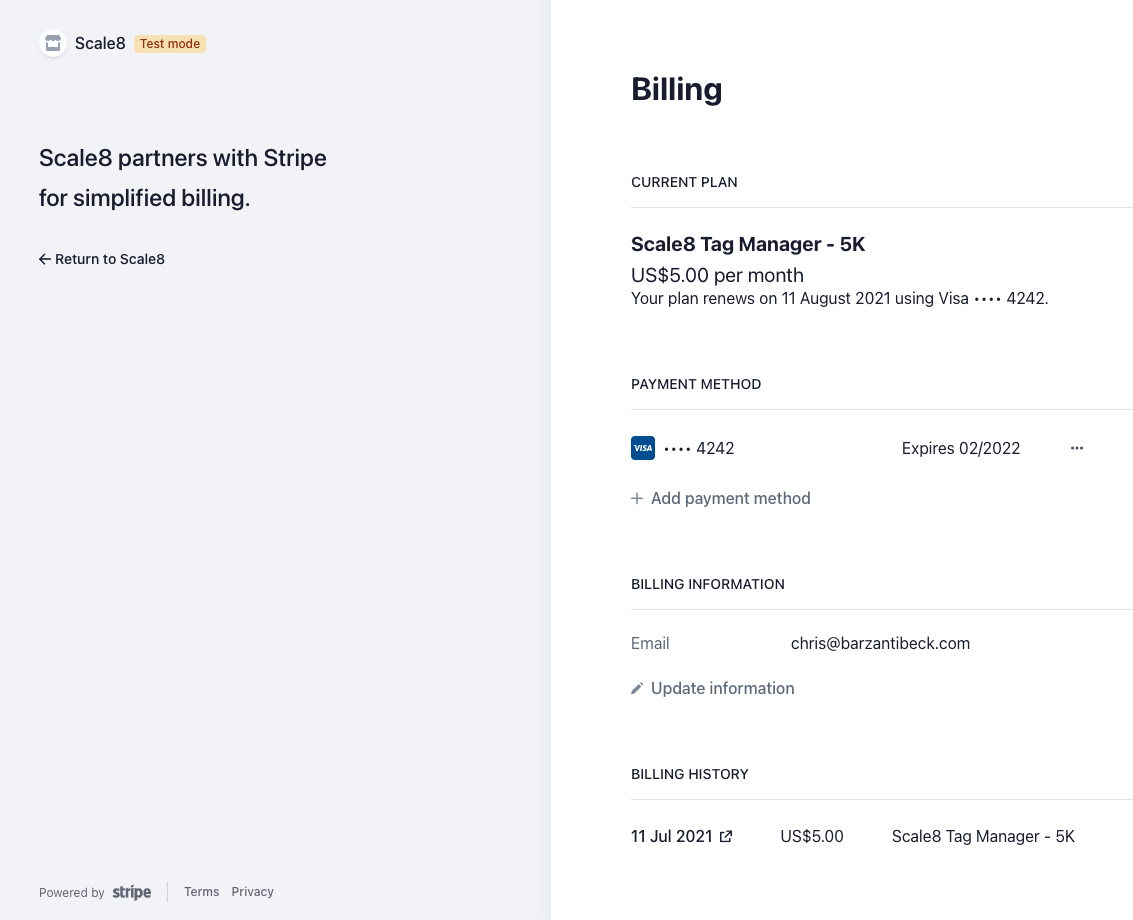 Scale8 Test mode
Scale8 partners with Stripe
for simplified billing.
← Return to Scale8
Powered by stripe Terms Privacy
Billing
CURRENT PLAN
Scale8 Tag Manager - 5K
US$5.00 per month
Your plan renews on 11 August 2021 using Visa •••• 4242.
PAYMENT METHOD
VISA •••• 4242 Expires 02/2022 •••
+ Add payment method
BILLING INFORMATION
Email chris@barzantibeck.com
Update information
BILLING HISTORY
11 Jul 2021 US$5.00 Scale8 Tag Manager - 5K